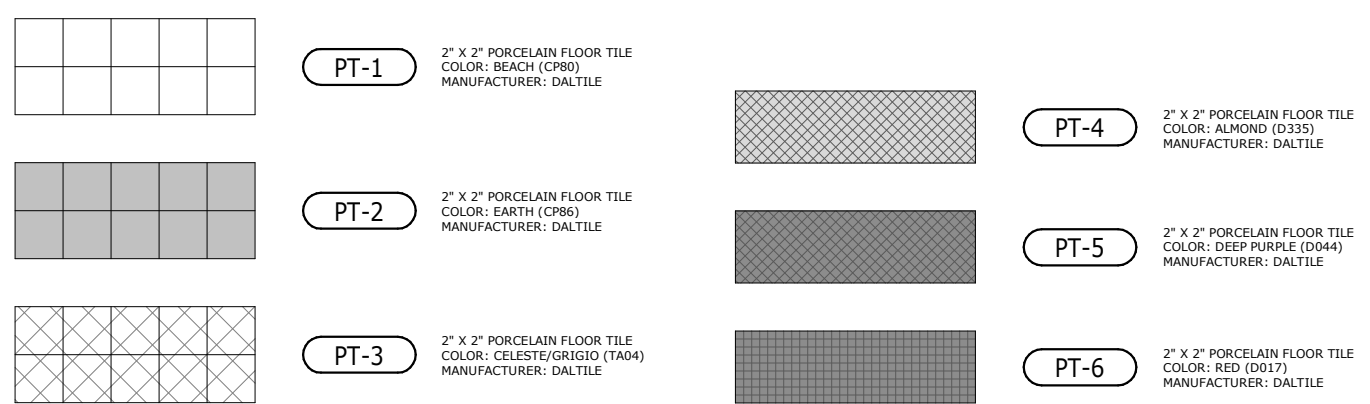 PT-1
2" X 2" PORCELAIN FLOOR TILE
COLOR: BEACH (CP80)
MANUFACTURER: DALTILE
PT-2
2" X 2" PORCELAIN FLOOR TILE
COLOR: EARTH (CP86)
MANUFACTURER: DALTILE
PT-3
2" X 2" PORCELAIN FLOOR TILE
COLOR: CELESTE/GRIGIO (TA04)
MANUFACTURER: DALTILE
PT-4
2" X 2" PORCELAIN FLOOR TILE
COLOR: ALMOND (D335)
MANUFACTURER: DALTILE
PT-5
2" X 2" PORCELAIN FLOOR TILE
COLOR: DEEP PURPLE (D044)
MANUFACTURER: DALTILE
PT-6
2" X 2" PORCELAIN FLOOR TILE
COLOR: RED (D017)
MANUFACTURER: DALTILE